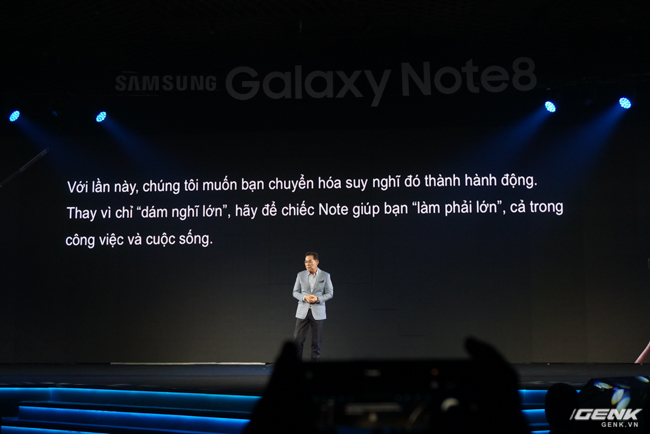 SAMSUNG Galaxy Note8
Với lần này, chúng tôi muốn bạn chuyển hóa suy nghĩ đó thành hành động.
Thay vì chỉ “dám nghĩ lớn”, hãy để chiếc Note giúp bạn “làm phải lớn”, cả trong
công việc và cuộc sống.
GENK
GENK.VN